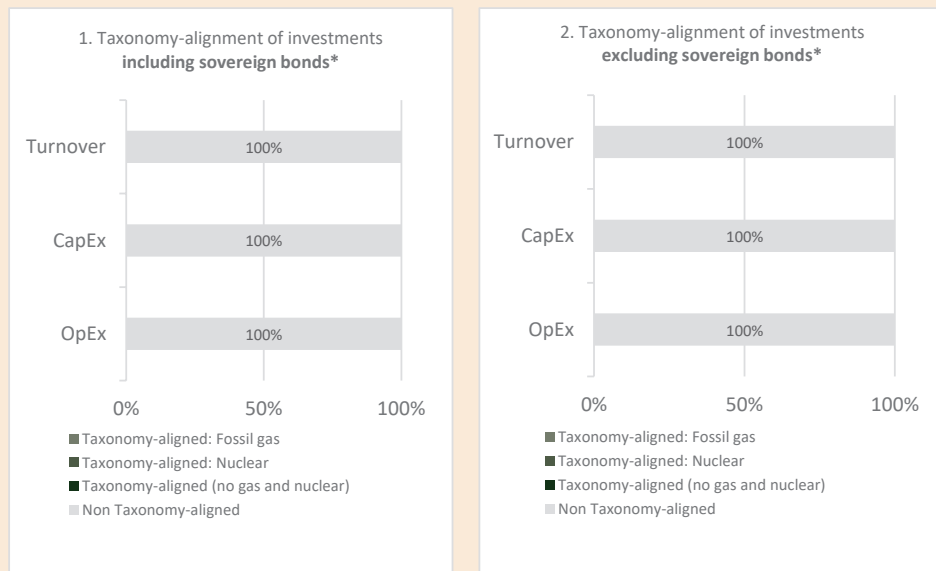 1. Taxonomy-alignment of investments
including sovereign bonds*
Turnover
100%
CapEx
100%
OpEx
100%
0%
50%
100%
Taxonomy-aligned: Fossil gas
Taxonomy-aligned: Nuclear
Taxonomy-aligned (no gas and nuclear)
Non Taxonomy-aligned
2. Taxonomy-alignment of investments
excluding sovereign bonds*
Turnover
100%
CapEx
100%
OpEx
100%
0%
50%
100%
Taxonomy-aligned: Fossil gas
Taxonomy-aligned: Nuclear
Taxonomy-aligned (no gas and nuclear)
Non Taxonomy-aligned